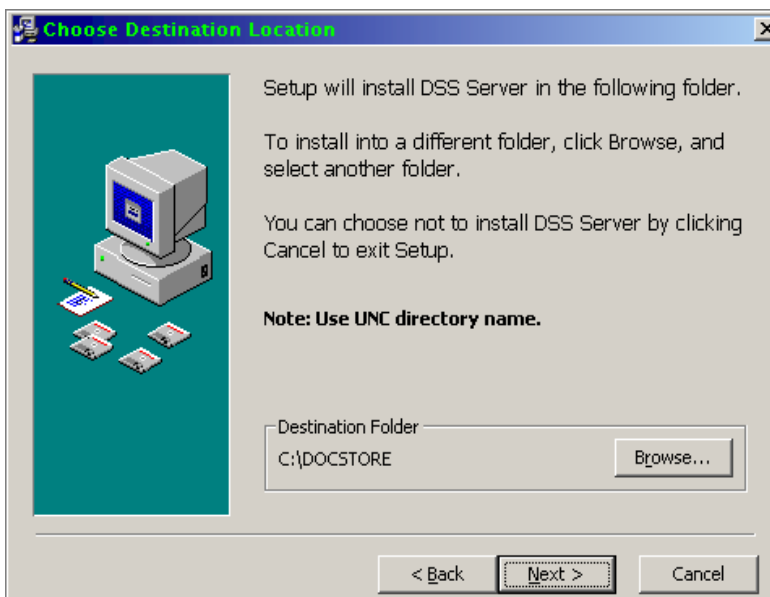 Choose Destination Location
Setup will install DSS Server in the following folder.
To install into a different folder, click Browse, and
select another folder.
You can choose not to install DSS Server by clicking
Cancel to exit Setup.
Note: Use UNC directory name.
Destination Folder
C:\DOCSTORE
Browse...
< Back
Next >
Cancel